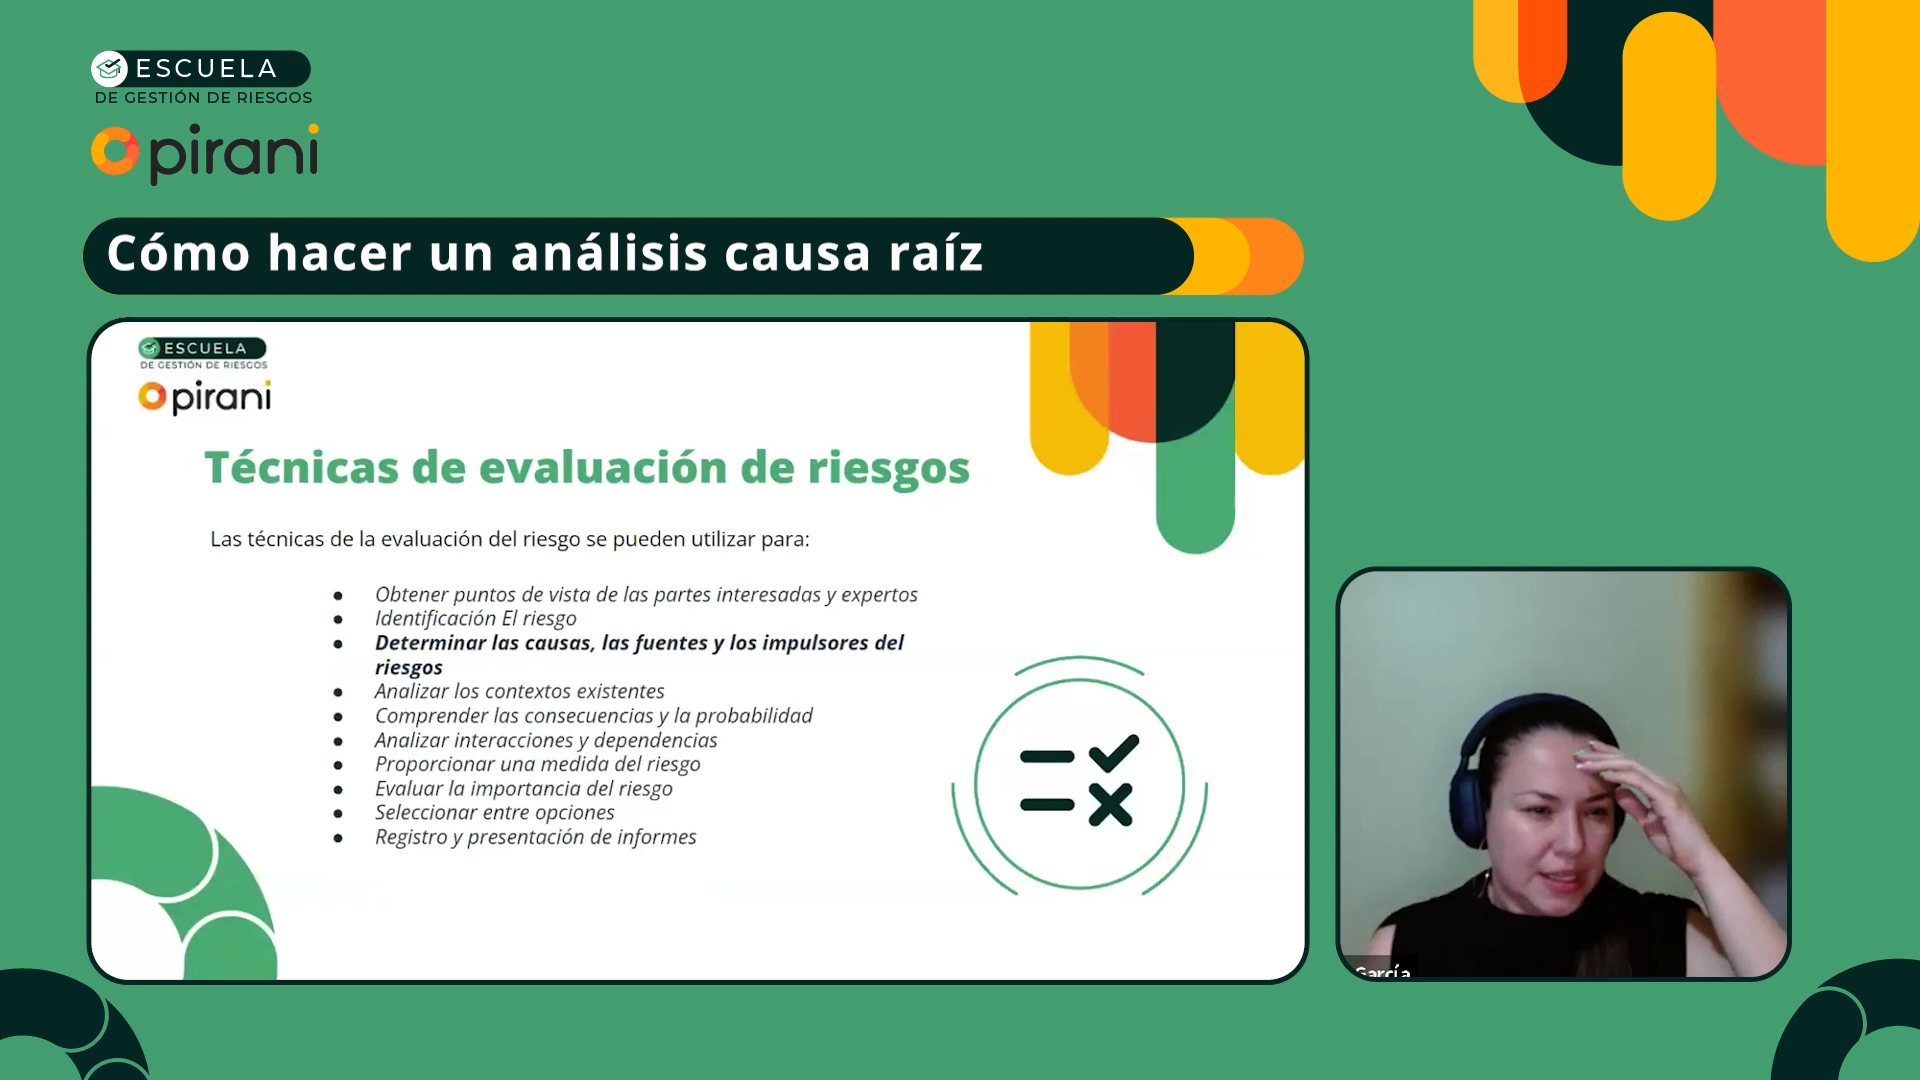 ESCUELA
DE GESTIÓN DE RIESGOS
pirani
Cómo hacer un análisis causa raíz
ESCUELA
DE GESTIÓN DE RIESGOS
pirani
Técnicas de evaluación de riesgos
Las técnicas de la evaluación del riesgo se pueden utilizar para:
● Obtener puntos de vista de las partes interesadas y expertos
● Identificación El riesgo
● Determinar las causas, las fuentes y los impulsores del
riesgos
● Analizar los contextos existentes
● Comprender las consecuencias y la probabilidad
● Analizar interacciones y dependencias
● Proporcionar una medida del riesgo
● Evaluar la importancia del riesgo
● Seleccionar entre opciones
● Registro y presentación de informes
García